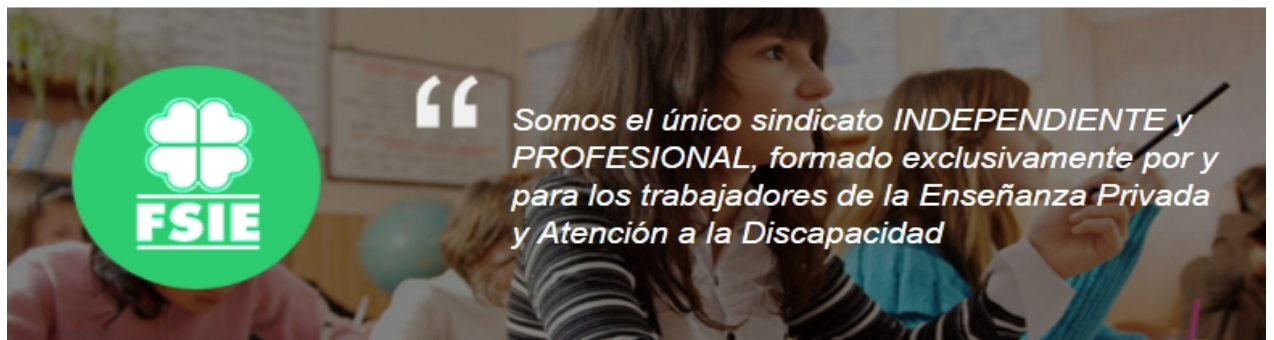 FSIE
“
Somos el único sindicato INDEPENDIENTE y
PROFESIONAL, formado exclusivamente por y
para los trabajadores de la Enseñanza Privada
y Atención a la Discapacidad